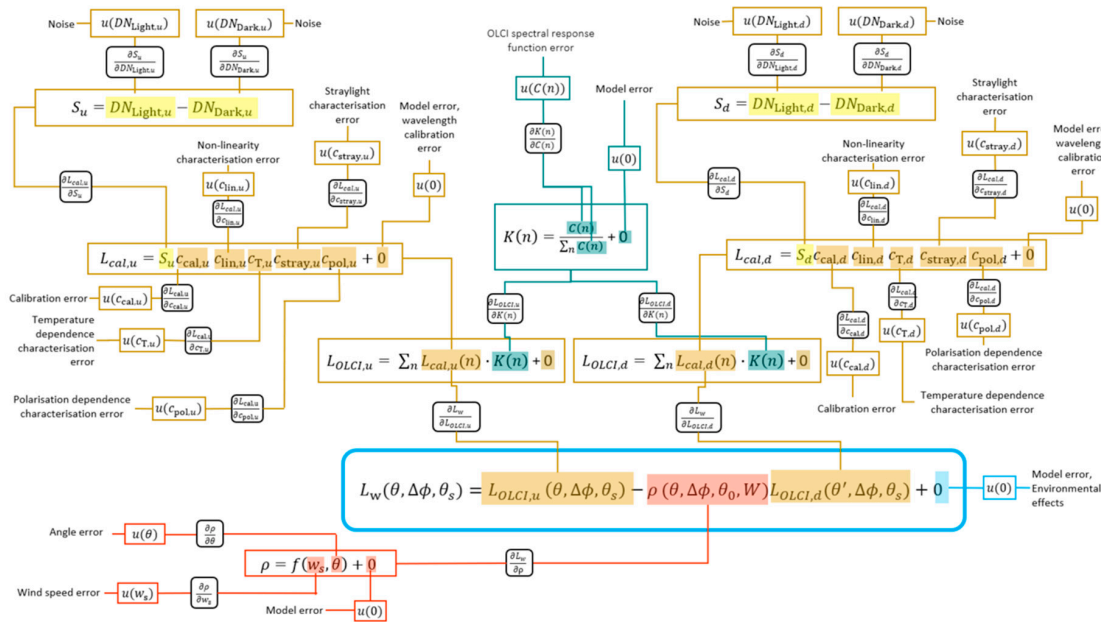 Noise
u(DN_Light,u)
u(DN_Dark,u)
Noise
∂S_u/∂DN_Light,u
∂S_u/∂DN_Dark,u
S_u = DN_Light,u − DN_Dark,u
∂L_cal,u/∂S_u
Non-linearity
characterisation error
u(c_lin,u)
∂L_cal,u/∂c_lin,u
Straylight
characterisation
error
u(c_stray,u)
∂L_cal,u/∂c_stray,u
Model error,
wavelength
calibration
error
u(0)
L_cal,u = S_u c_cal,u c_lin,u c_T,u c_stray,u c_pol,u + 0
Calibration error
u(c_cal,u)
∂L_cal,u/∂c_cal,u
Temperature
dependence
characterisation
error
u(c_T,u)
∂L_cal,u/∂c_T,u
Polarisation dependence
characterisation error
u(c_pol,u)
∂L_cal,u/∂c_pol,u
OLCI spectral response
function error
u(C(n))
∂K(n)/∂C(n)
Model error
u(0)
K(n) = C(n)/∑_n C(n) + 0
∂L_OLCI,u/∂K(n)
∂L_OLCI,d/∂K(n)
L_OLCI,u = ∑_n L_cal,u(n) · K(n) + 0
L_OLCI,d = ∑_n L_cal,d(n) · K(n) + 0
∂L_w/∂L_OLCI,u
∂L_w/∂L_OLCI,d
Noise
u(DN_Light,d)
u(DN_Dark,d)
Noise
∂S_d/∂DN_Light,d
∂S_d/∂DN_Dark,d
S_d = DN_Light,d − DN_Dark,d
∂L_cal,d/∂S_d
Non-linearity
characterisation error
u(c_lin,d)
∂L_cal,d/∂c_lin,d
Straylight
characterisation
error
u(c_stray,d)
∂L_cal,d/∂c_stray,d
Model erro
wavelengt
calibratior
error
u(0)
L_cal,d = S_d c_cal,d c_lin,d c_T,d c_stray,d c_pol,d + 0
∂L_cal,d/∂c_cal,d
u(c_cal,d)
Calibration error
∂L_cal,d/∂c_T,d
u(c_T,d)
Temperature dependence
characterisation error
∂L_cal,d/∂c_pol,d
u(c_pol,d)
Polarisation dependence
characterisation error
L_w(θ, Δϕ, θ_s) = L_OLCI,u (θ, Δϕ, θ_s) − ρ (θ, Δϕ, θ_0, W) L_OLCI,d (θ′, Δϕ, θ_s) + 0
u(0)
Model error,
Environmental
effects
Angle error
u(θ)
∂ρ/∂θ
ρ = f(w_s, θ) + 0
∂L_w/∂ρ
Wind speed error
u(w_s)
∂ρ/∂w_s
Model error
u(0)